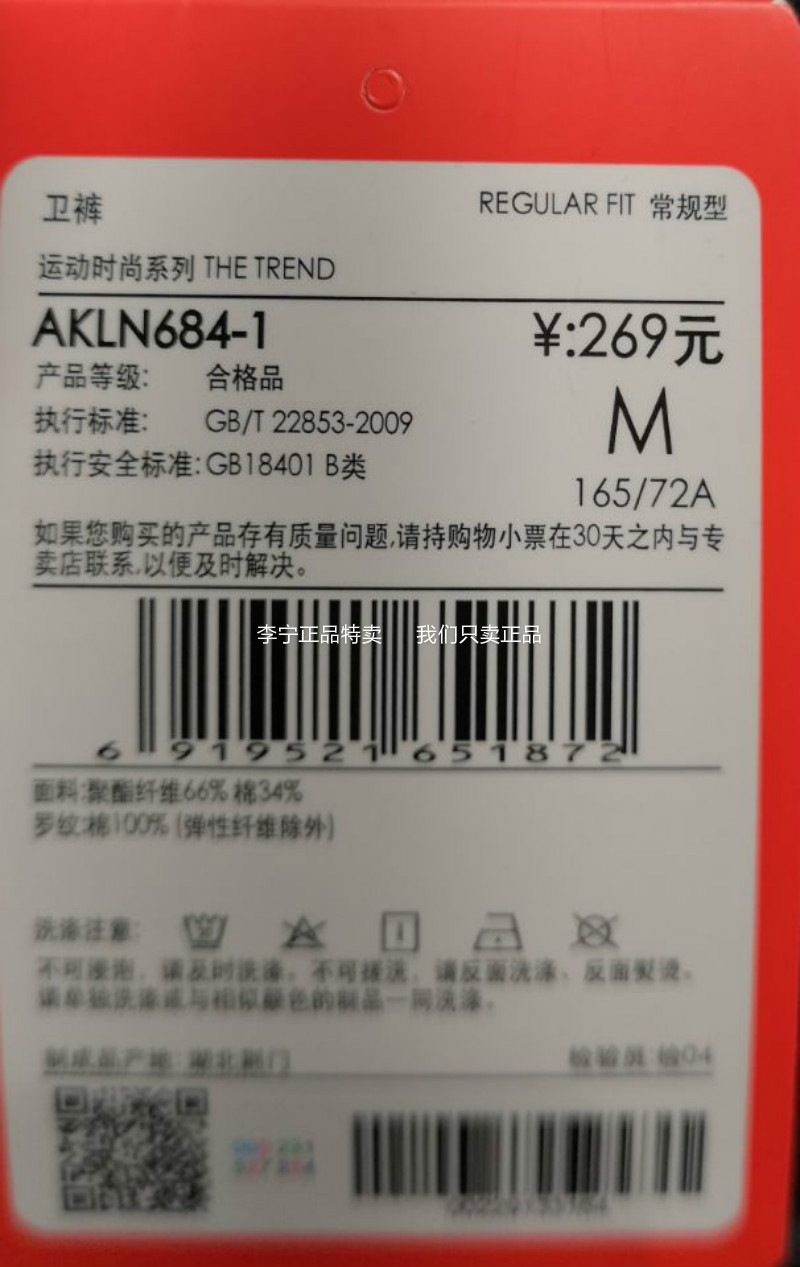 卫裤
REGULAR FIT 常规型
运动时尚系列 THE TREND
AKLN684-1
¥:269元
产品等级: 合格品
M
执行标准: GB/T 22853-2009
执行安全标准:GB18401 B类
165/72A
如果您购买的产品存有质量问题,请持购物小票在30天之内与专
卖店联系,以便及时解决。
李宁正品特卖 我们只卖正品
6 919521 651872
面料:聚酯纤维66% 棉34%
罗纹:棉100% (弹性纤维除外)
洗涤注意:
不可浸泡，请及时洗涤。不可搓洗，请反面洗涤、反面熨烫。
请单独洗涤或与相似颜色的制品一同洗涤。
制成品产地: 湖北荆门
检验员:检04